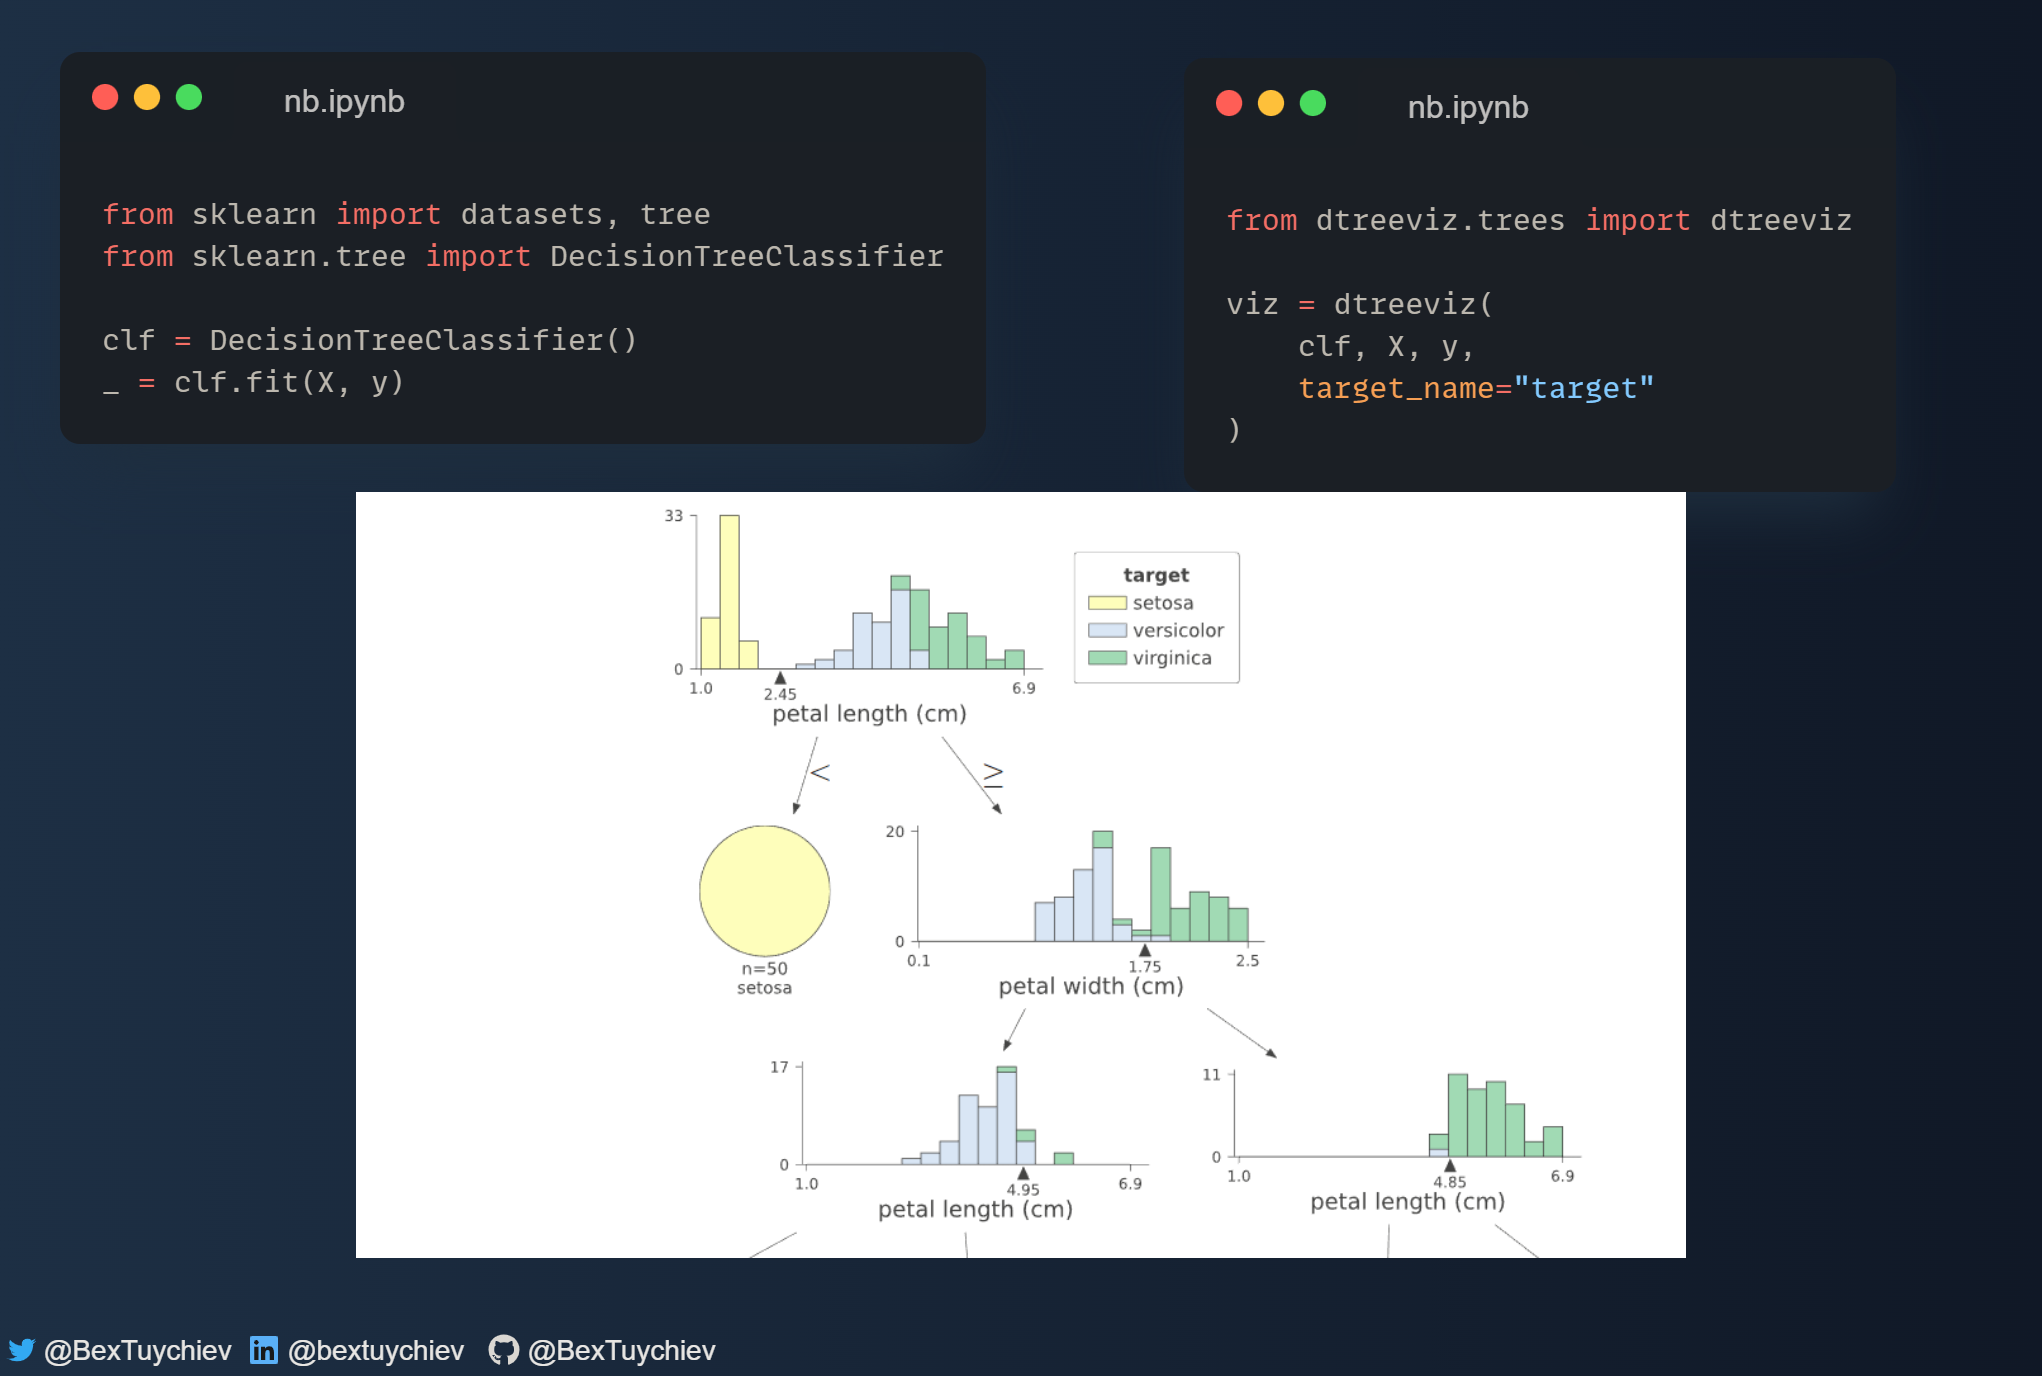 nb.ipynb
from sklearn import datasets, tree
from sklearn.tree import DecisionTreeClassifier
clf = DecisionTreeClassifier()
_ = clf.fit(X, y)
nb.ipynb
from dtreeviz.trees import dtreeviz
viz = dtreeviz(
clf, X, y,
target_name="target"
)
33
0
1.0
2.45
6.9
petal length (cm)
target
setosa
versicolor
virginica
<
≥
n=50
setosa
20
0
0.1
1.75
2.5
petal width (cm)
17
0
1.0
4.95
6.9
petal length (cm)
11
0
1.0
4.85
6.9
petal length (cm)
@BexTuychiev in @bextuychiev @BexTuychiev